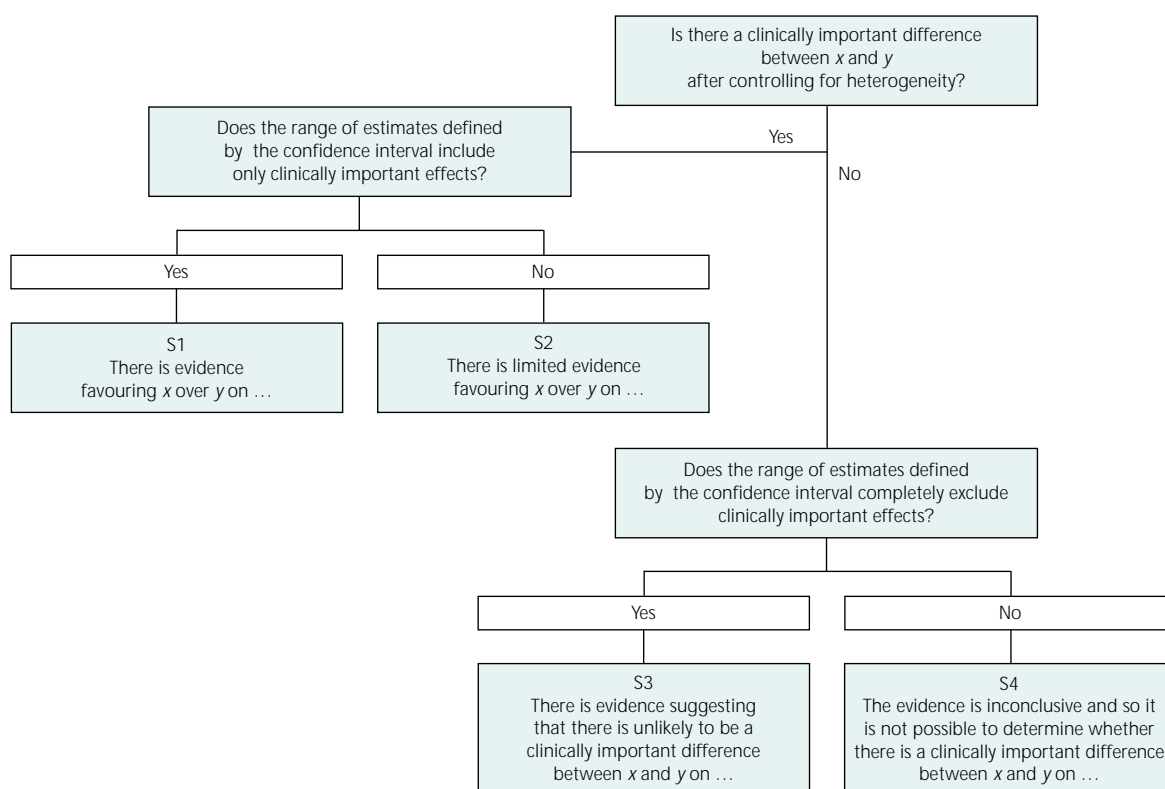 Is there a clinically important difference
between x and y
after controlling for heterogeneity?
Yes
No
Does the range of estimates defined
by the confidence interval include
only clinically important effects?
Yes
No
S1
There is evidence
favouring x over y on …
S2
There is limited evidence
favouring x over y on …
Does the range of estimates defined
by the confidence interval completely exclude
clinically important effects?
Yes
No
S3
There is evidence suggesting
that there is unlikely to be a
clinically important difference
between x and y on …
S4
The evidence is inconclusive and so it
is not possible to determine whether
there is a clinically important difference
between x and y on …